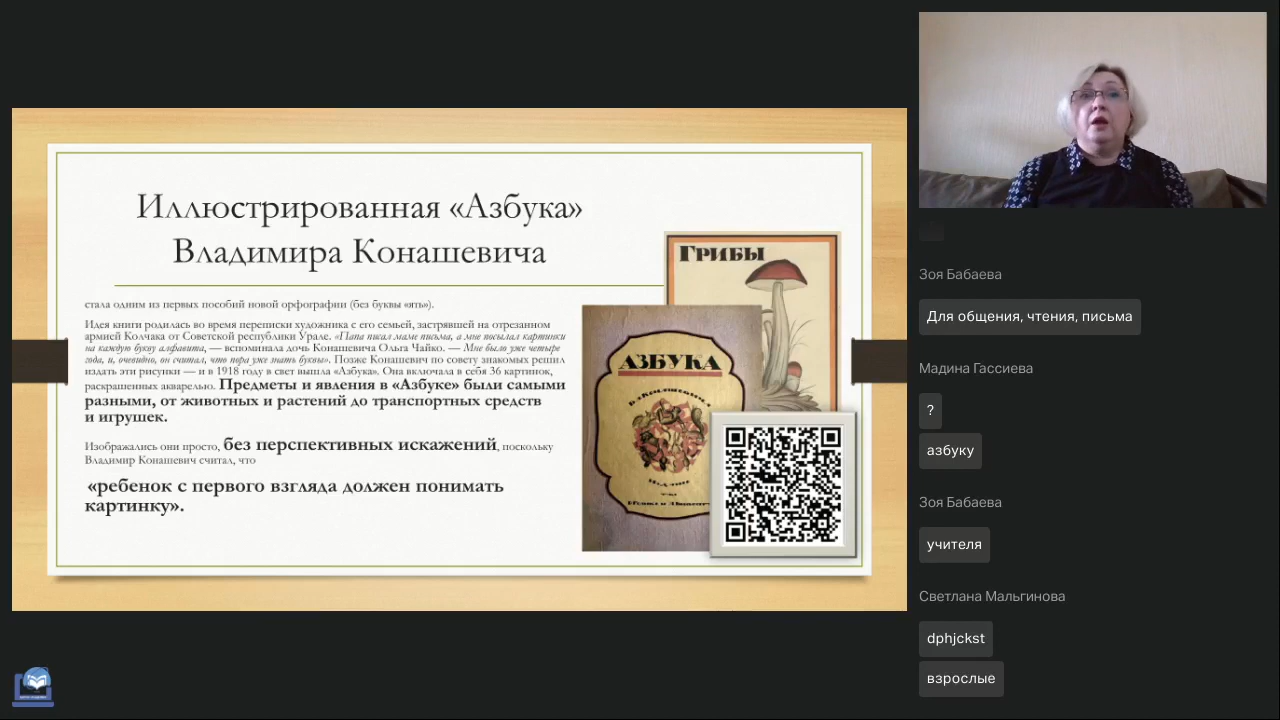 Иллюстрированная «Азбука»
Владимира Конашевича
стала одним из первых пособий новой орфографии (без буквы «ять»).
Идея книги родилась во время переписки художника с его семьей, застрявшей на отрезанном
армией Колчака от Советской республики Урале. «Папа писал маме письма, а мне посылал картинки
на каждую букву алфавита, — вспоминала дочь Конашевича Ольга Чайко. — Мне было уже четыре
года, и, очевидно, он считал, что пора уже знать буквы». Позже Конашевич по совету знакомых решил
издать эти рисунки — и в 1918 году в свет вышла «Азбука». Она включала в себя 36 картинок,
раскрашенных акварелью. Предметы и явления в «Азбуке» были самыми
разными, от животных и растений до транспортных средств
и игрушек.
Изображались они просто, без перспективных искажений, поскольку
Владимир Конашевич считал, что
«ребенок с первого взгляда должен понимать
картинку».
ГРИБЫ
АЗБУКА
Зоя Бабаева
Для общения, чтения, письма
Мадина Гассиева
?
азбуку
Зоя Бабаева
учителя
Светлана Мальгинова
dphjckst
взрослые